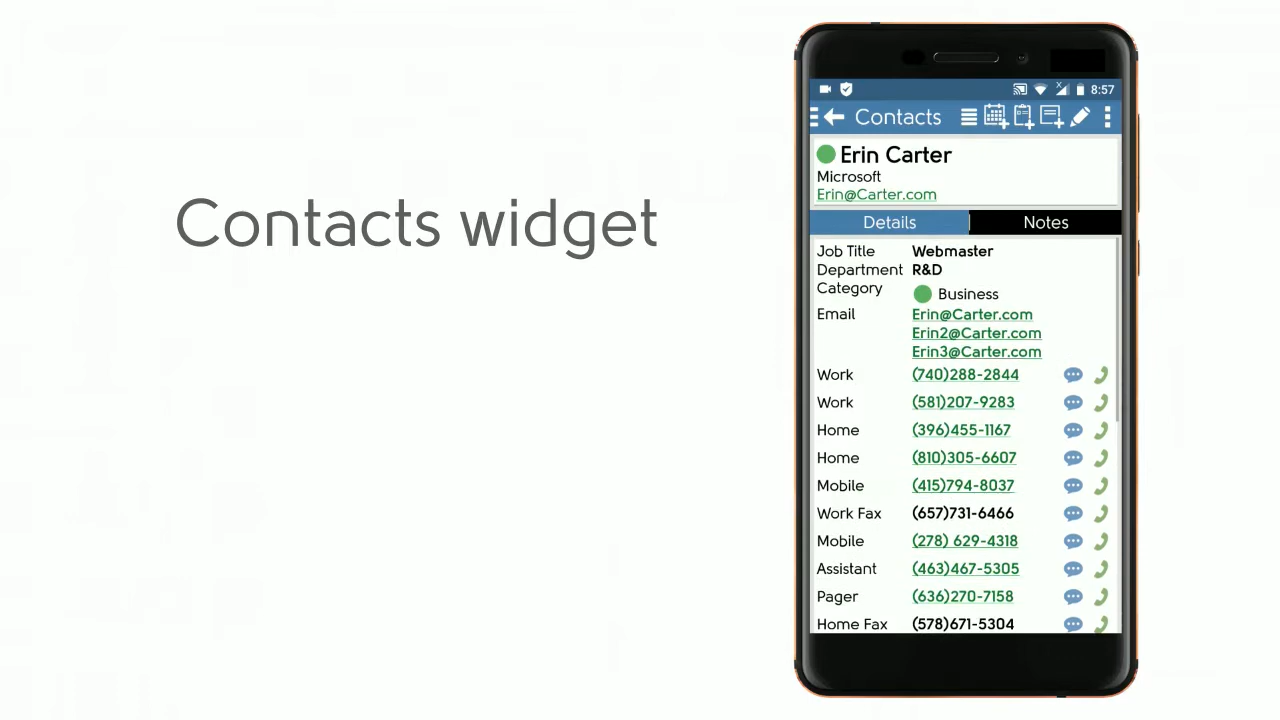 Contacts widget
8:57
Contacts
Erin Carter
Microsoft
Erin@Carter.com
Details Notes
Job Title Webmaster
Department R&D
Category Business
Email Erin@Carter.com
Erin2@Carter.com
Erin3@Carter.com
Work (740)288-2844
Work (581)207-9283
Home (396)455-1167
Home (810)305-6607
Mobile (415)794-8037
Work Fax (657)731-6466
Mobile (278) 629-4318
Assistant (463)467-5305
Pager (636)270-7158
Home Fax (578)671-5304